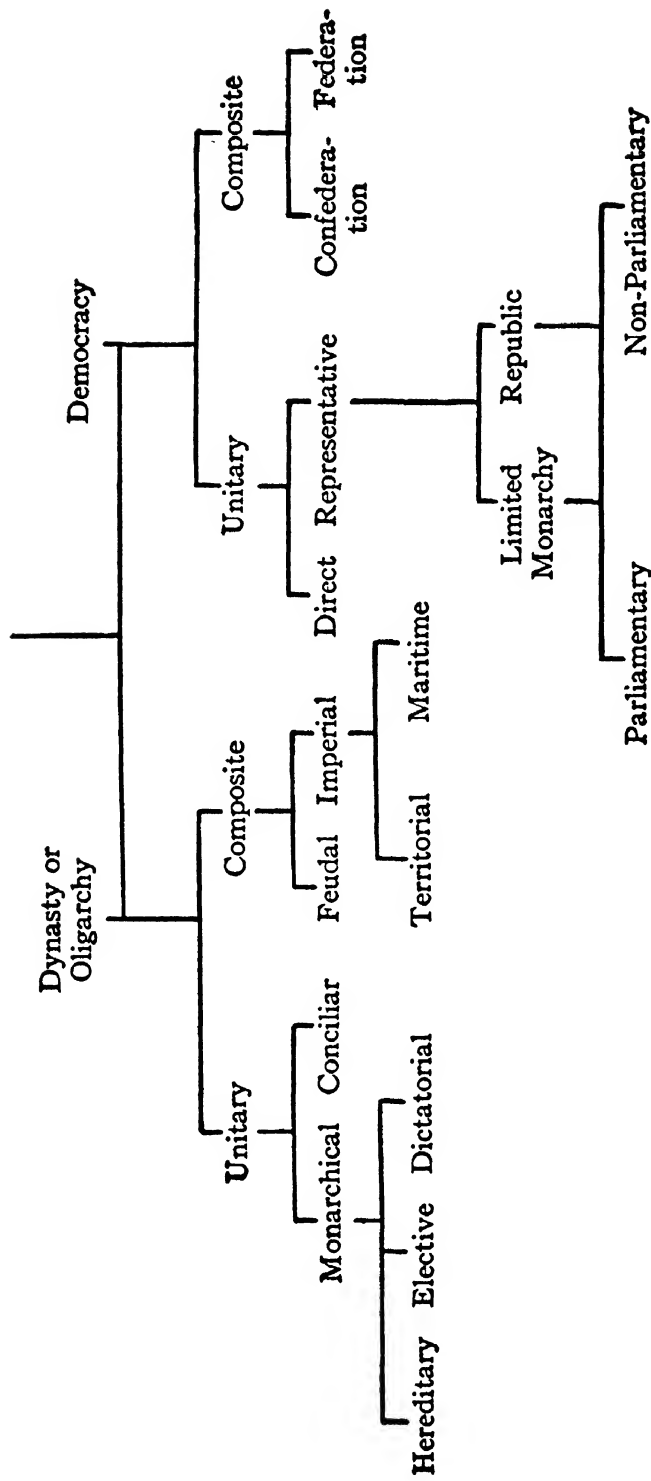 Dynasty or
Oligarchy
Democracy
Unitary
Composite
Unitary
Composite
Monarchical
Conciliar
Feudal
Imperial
Direct
Representative
Confedera-
tion
Federa-
tion
Hereditary
Elective
Dictatorial
Territorial
Maritime
Limited
Monarchy
Republic
Parliamentary
Non-Parliamentary